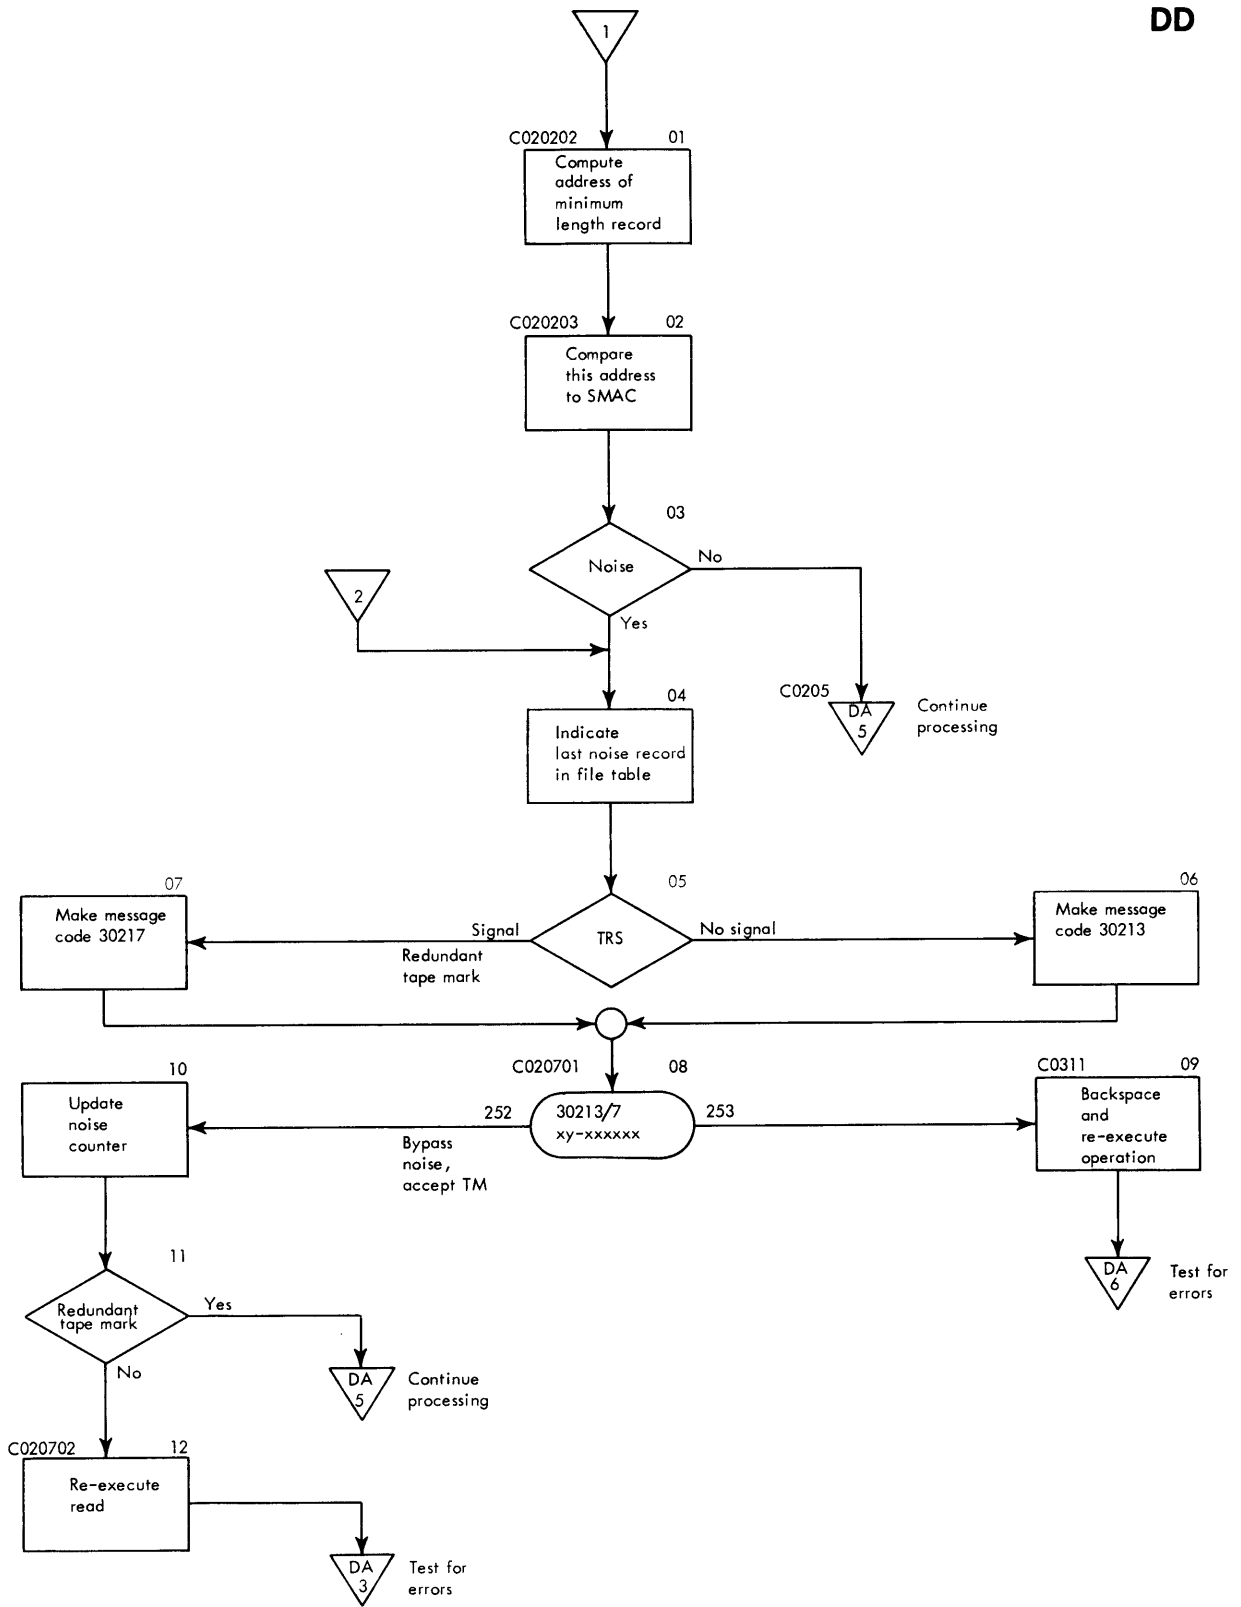 DD
1
C020202 01
Compute
address of
minimum
length record
C020203 02
Compare
this address
to SMAC
03
Noise
No
Yes
2
C0205
DA
5
Continue
processing
04
Indicate
last noise record
in file table
05
TRS
Signal
Redundant
tape mark
No signal
07
Make message
code 30217
06
Make message
code 30213
C020701 08
30213/7
xy-xxxxxx
252
Bypass
noise,
accept TM
253
10
Update
noise
counter
C0311 09
Backspace
and
re-execute
operation
DA
6
Test for
errors
11
Redundant
tape mark
Yes
No
DA
5
Continue
processing
C020702 12
Re-execute
read
DA
3
Test for
errors